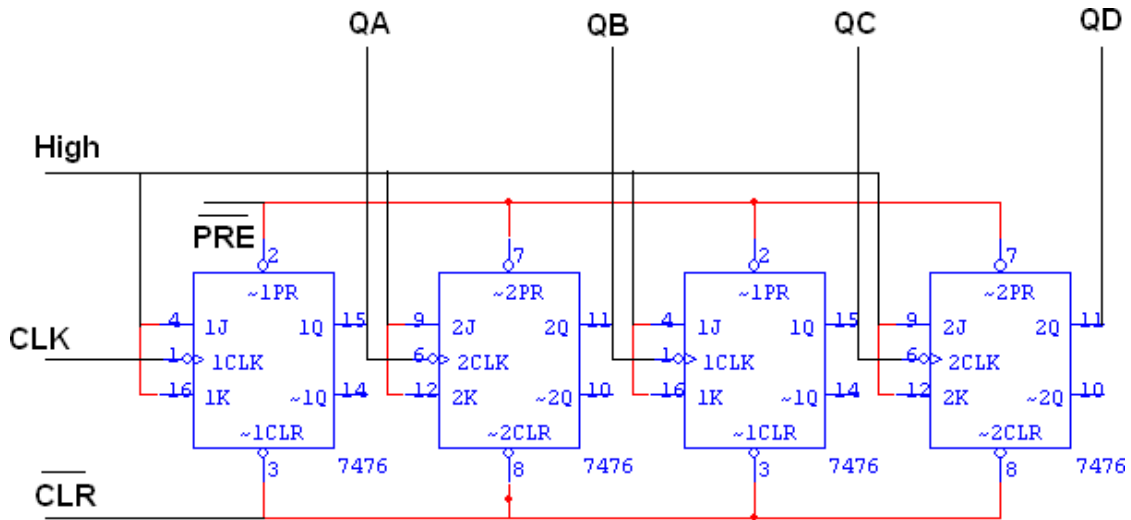 QA QB QC QD
High
PRE
2 7 2 7
~1PR ~2PR ~1PR ~2PR
4 1J 1Q 15 9 2J 2Q 11 4 1J 1Q 15 9 2J 2Q 11
CLK 1 1CLK 6 2CLK 1 1CLK 6 2CLK
16 1K ~1Q 14 12 2K ~2Q 10 16 1K ~1Q 14 12 2K ~2Q 10
~1CLR ~2CLR ~1CLR ~2CLR
3 7476 8 7476 3 7476 8 7476
CLR